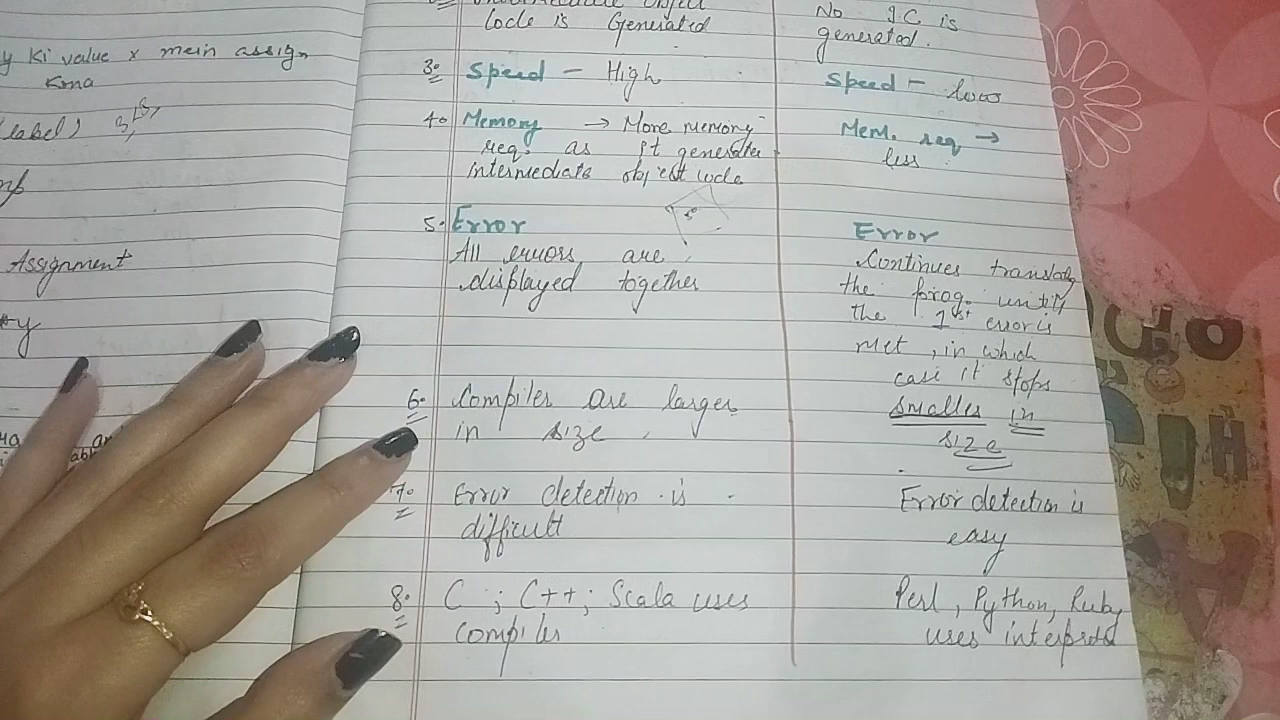 y ki value x mein assign
kma
(label)
Assignment
Code is Generated
3. Speed - High
4. Memory → More memory
req. as it generates
intermediate object code
5. Error
All errors are
displayed together
6. Compiler are larger
in size.
7. Error detection is
difficult
8. C ; C++ ; Scala uses
compiler
No IC is
generated.
Speed - low
Mem. req →
less
Error
Continues translating
the prog. until
the 1st error is
met, in which
case it stops
smaller in
size
Error detection is
easy
Perl, Python, Ruby
uses interpreter